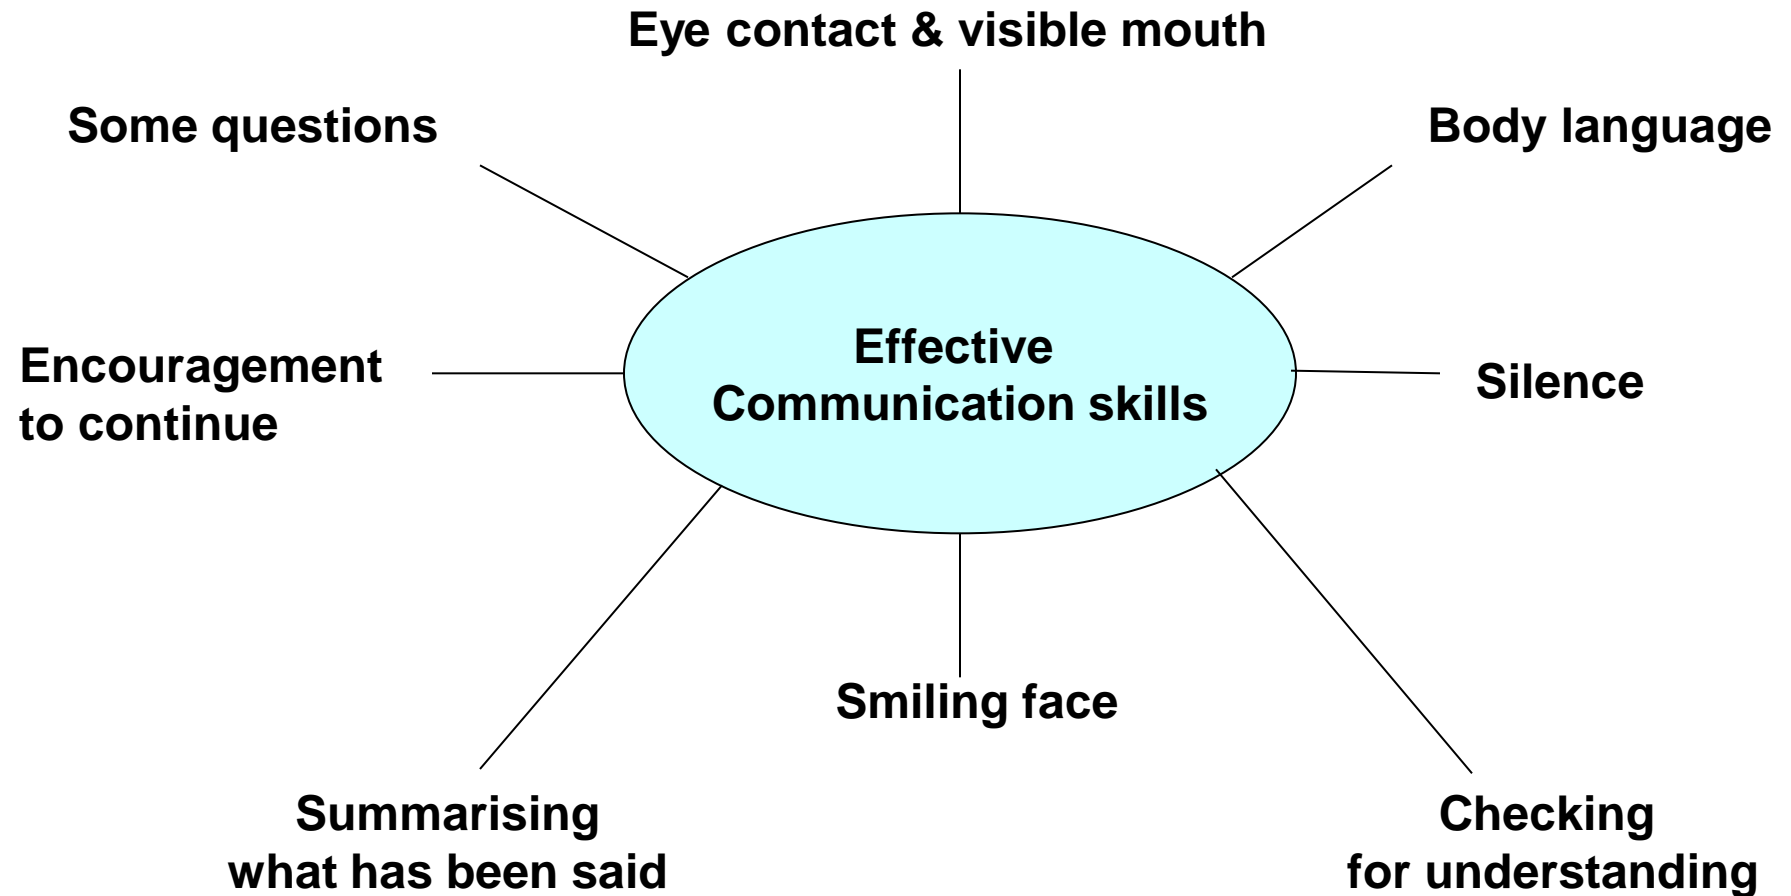 Eye contact & visible mouth
Some questions
Body language
Effective
Communication skills
Encouragement
to continue
Silence
Smiling face
Summarising
what has been said
Checking
for understanding